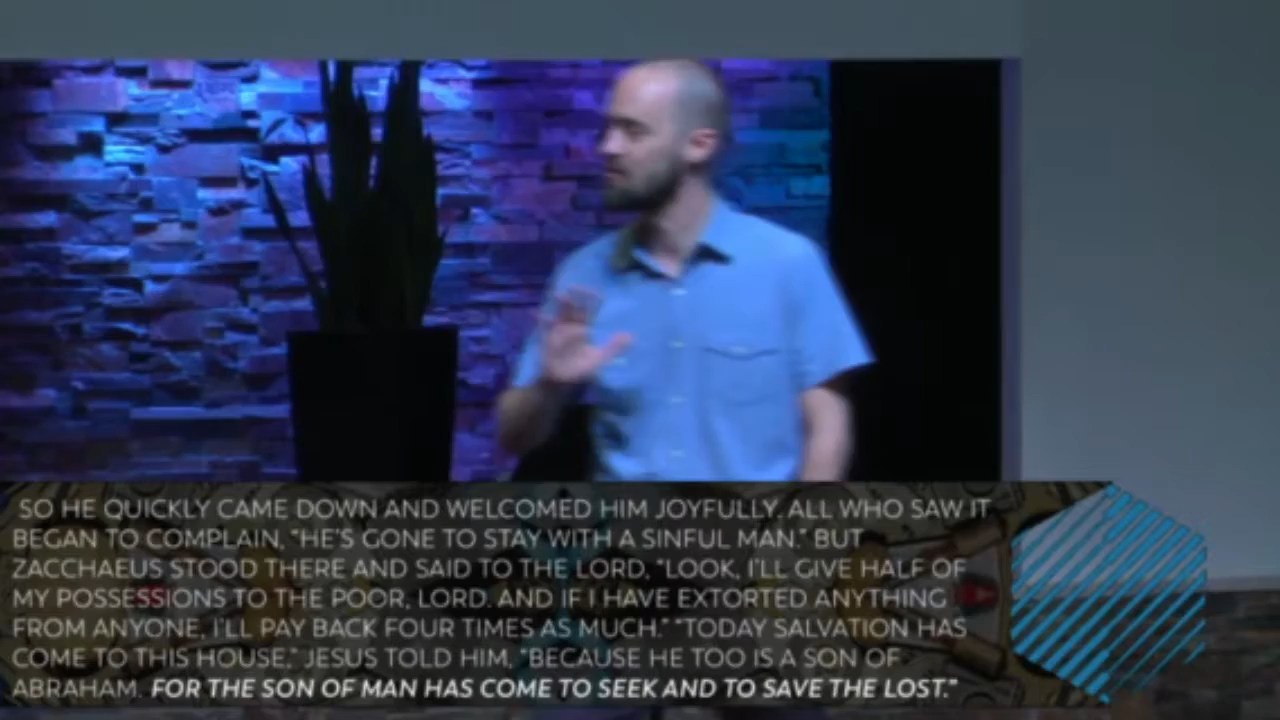 SO HE QUICKLY CAME DOWN AND WELCOMED HIM JOYFULLY. ALL WHO SAW IT
BEGAN TO COMPLAIN, "HE'S GONE TO STAY WITH A SINFUL MAN." BUT
ZACCHAEUS STOOD THERE AND SAID TO THE LORD, "LOOK, I'LL GIVE HALF OF
MY POSSESSIONS TO THE POOR, LORD. AND IF I HAVE EXTORTED ANYTHING
FROM ANYONE, I'LL PAY BACK FOUR TIMES AS MUCH." "TODAY SALVATION HAS
COME TO THIS HOUSE," JESUS TOLD HIM, "BECAUSE HE TOO IS A SON OF
ABRAHAM. FOR THE SON OF MAN HAS COME TO SEEK AND TO SAVE THE LOST."